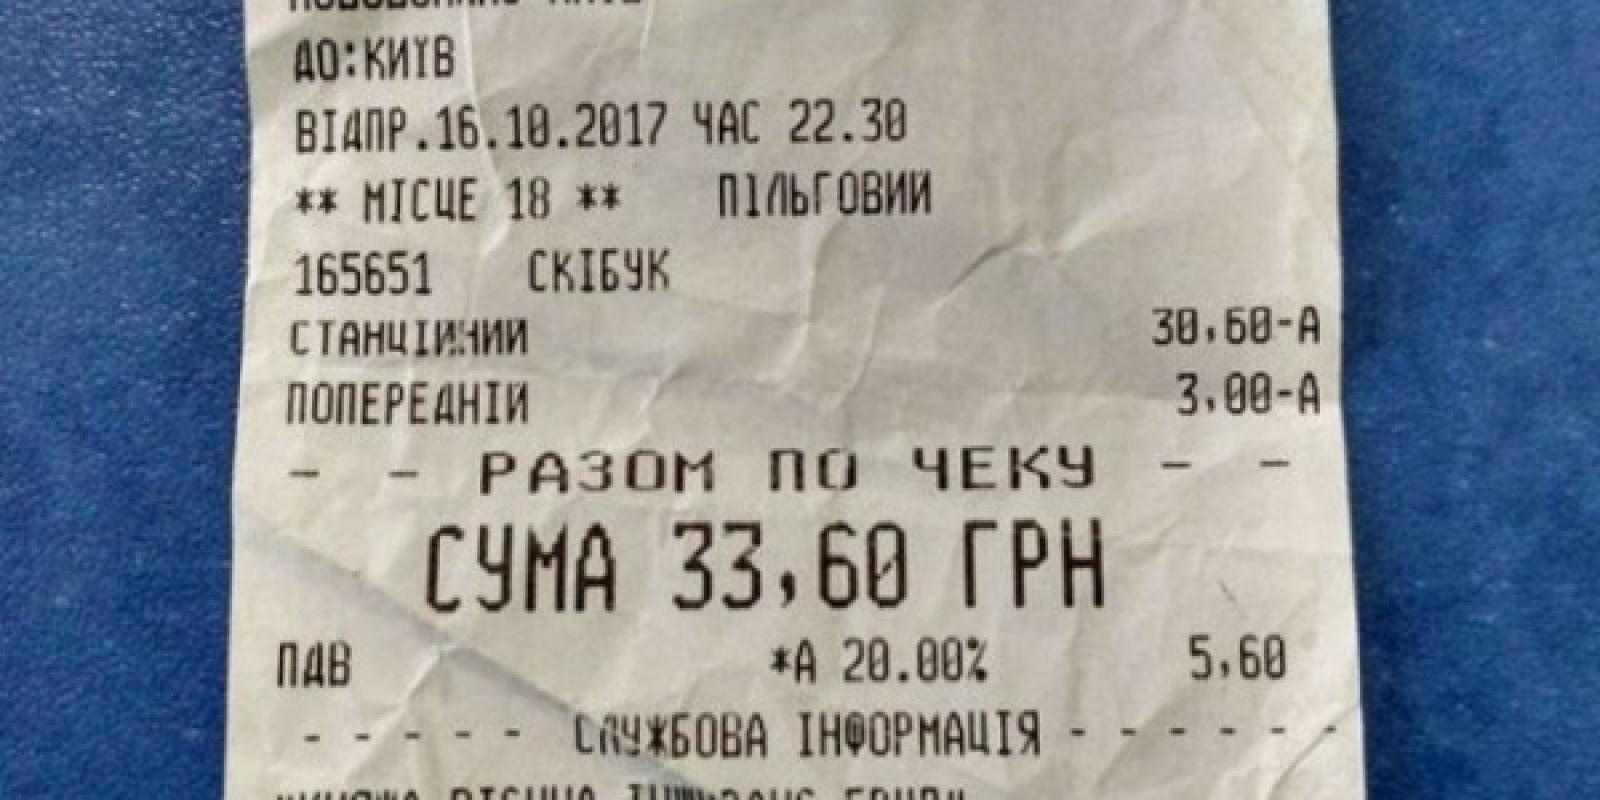 ДО:КИЇВ
ВІДПР.16.10.2017 ЧАС 22.30
** МІСЦЕ 18 ** ПІЛЬГОВИЙ
165651 СКІБУК
СТАНЦІЙНИЙ 30,60-А
ПОПЕРЕДНІЙ 3,00-А
- - РАЗОМ ПО ЧЕКУ - -
СУМА 33,60 ГРН
ПДВ *А 20.00% 5,60
- - - - - СЛУЖБОВА ІНФОРМАЦІЯ - - - - - -